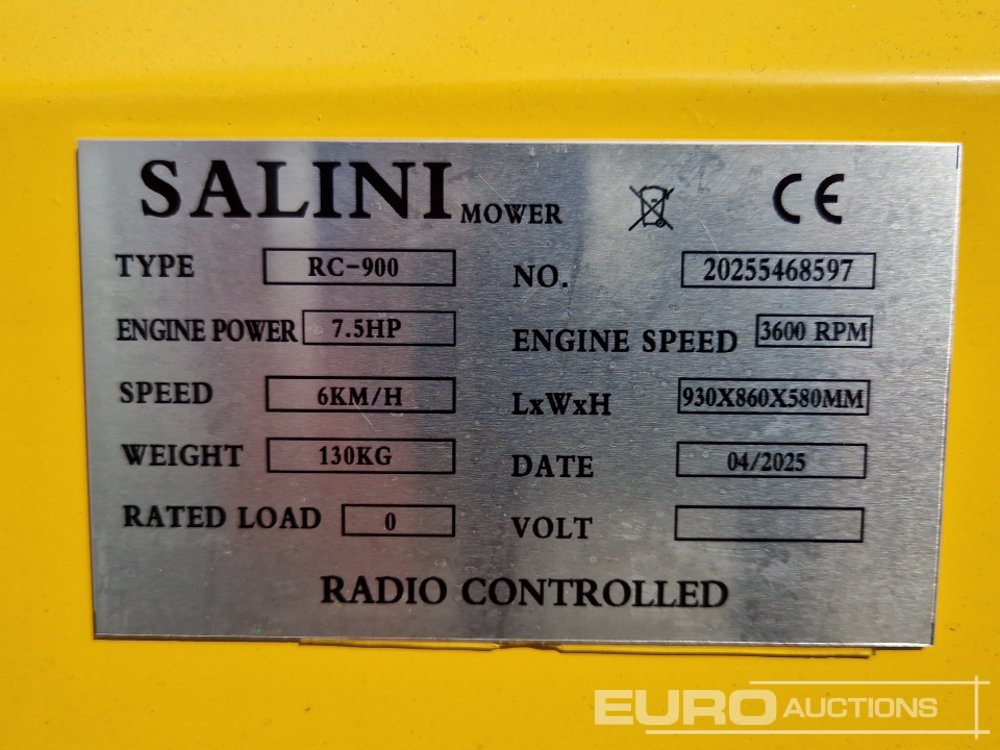 SALINI MOWER CE
TYPE RC-900 NO. 20255468597
ENGINE POWER 7.5HP ENGINE SPEED 3600 RPM
SPEED 6KM/H LxWxH 930X860X580MM
WEIGHT 130KG DATE 04/2025
RATED LOAD 0 VOLT
RADIO CONTROLLED
EURO AUCTIONS